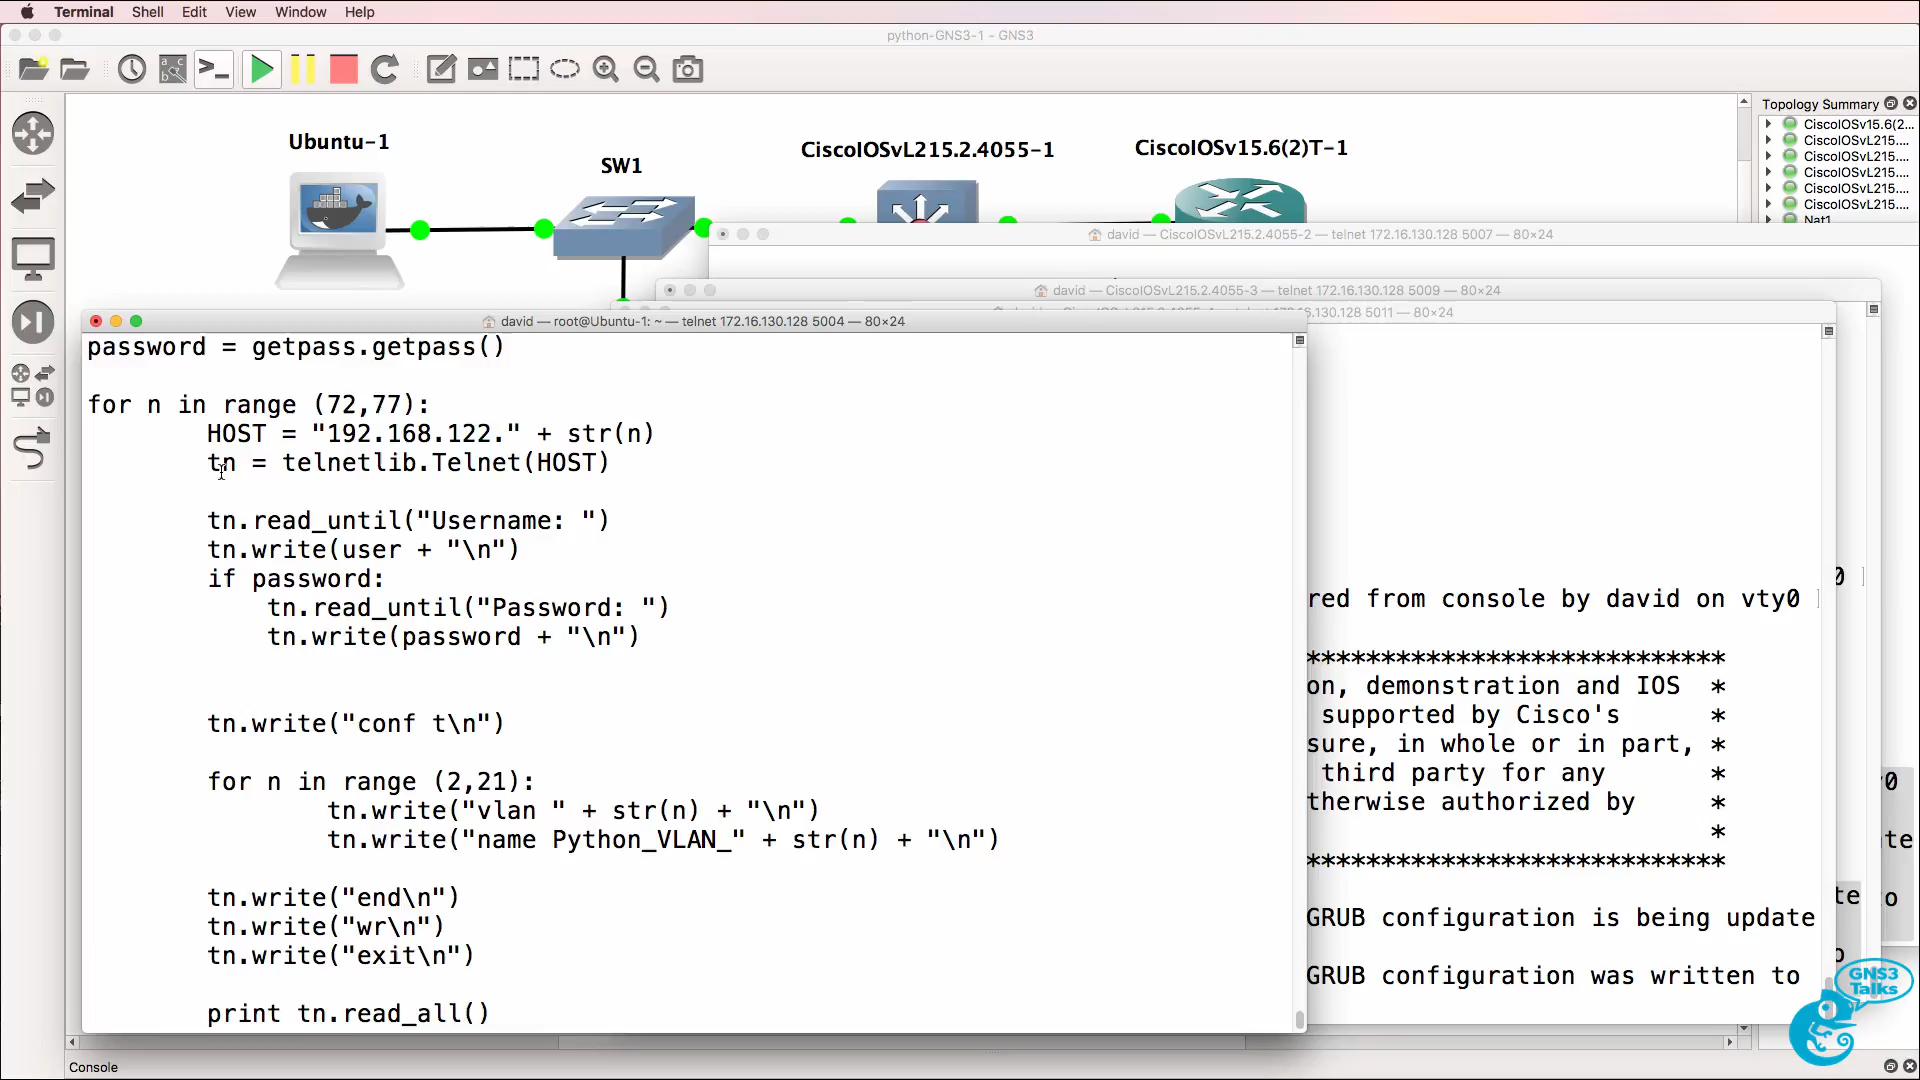 Terminal Shell Edit View Window Help
python-GNS3-1 - GNS3
Topology Summary
CiscoIOSv15.6(2...
CiscoIOSvL215....
CiscoIOSvL215....
CiscoIOSvL215....
CiscoIOSvL215....
CiscoIOSvL215....
Nat1
Ubuntu-1
SW1
CiscoIOSvL215.2.4055-1
CiscoIOSv15.6(2)T-1
david — CiscoIOSvL215.2.4055-2 — telnet 172.16.130.128 5007 — 80×24
david — CiscoIOSvL215.2.4055-3 — telnet 172.16.130.128 5009 — 80×24
5.130.128 5011 — 80×24
david — root@Ubuntu-1: ~ — telnet 172.16.130.128 5004 — 80×24
password = getpass.getpass()
for n in range (72,77):
HOST = "192.168.122." + str(n)
tn = telnetlib.Telnet(HOST)
tn.read_until("Username: ")
tn.write(user + "\n")
if password:
tn.read_until("Password: ")
tn.write(password + "\n")
tn.write("conf t\n")
for n in range (2,21):
tn.write("vlan " + str(n) + "\n")
tn.write("name Python_VLAN_" + str(n) + "\n")
tn.write("end\n")
tn.write("wr\n")
tn.write("exit\n")
print tn.read_all()
red from console by david on vty0
****************************
on, demonstration and IOS *
supported by Cisco's *
sure, in whole or in part, *
third party for any *
therwise authorized by *
*
****************************
GRUB configuration is being update
GRUB configuration was written to
GNS3
Talks
Console